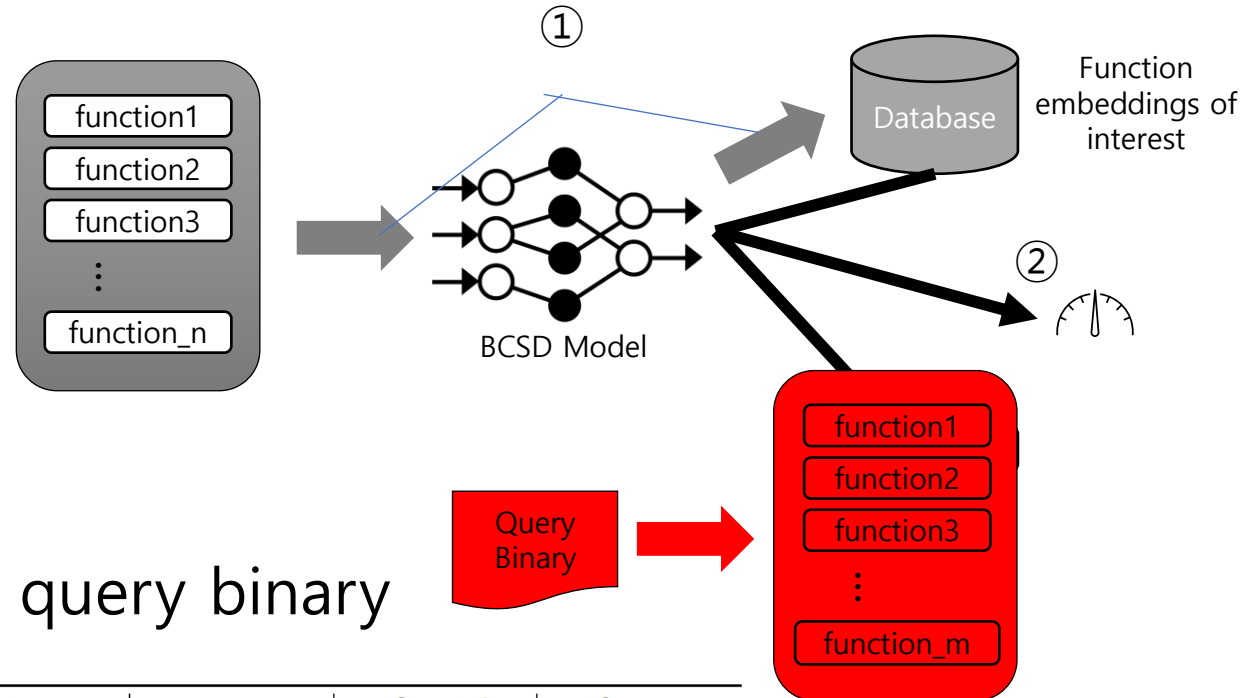 ①
function1
function2
function3
⋮
function_n
BCSD Model
Database
Function
embeddings of
interest
②
query binary
Query
Binary
function1
function2
function3
⋮
function_m